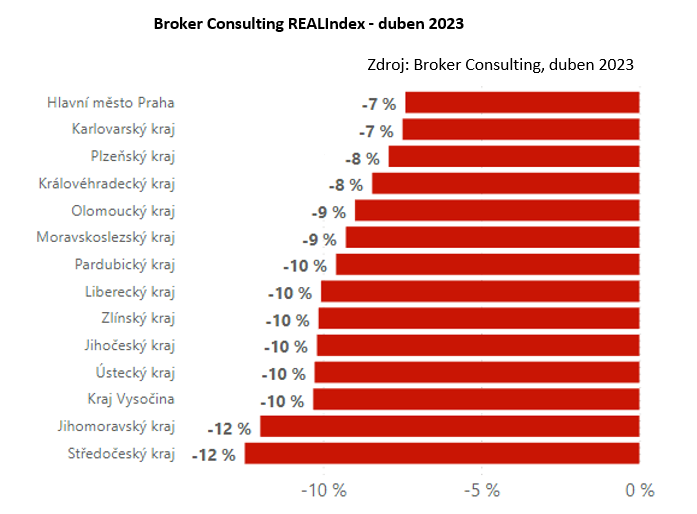 Broker Consulting REALIndex - duben 2023
Zdroj: Broker Consulting, duben 2023
Hlavní město Praha -7 %
Karlovarský kraj -7 %
Plzeňský kraj -8 %
Královéhradecký kraj -8 %
Olomoucký kraj -9 %
Moravskoslezský kraj -9 %
Pardubický kraj -10 %
Liberecký kraj -10 %
Zlínský kraj -10 %
Jihočeský kraj -10 %
Ústecký kraj -10 %
Kraj Vysočina -10 %
Jihomoravský kraj -12 %
Středočeský kraj -12 %
-10 % -5 % 0 %